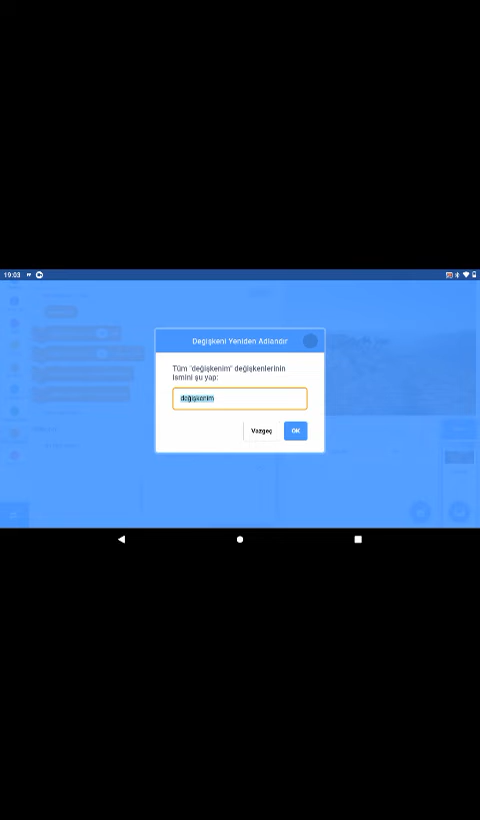 19:03
Değişkeni Yeniden Adlandır
Tüm "değişkenim" değişkenlerinin
ismini şu yap:
değişkenim
Vazgeç
OK